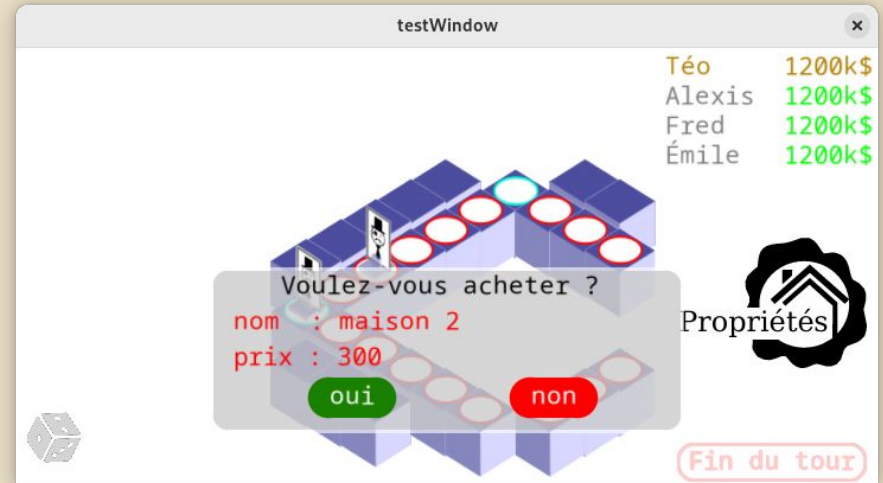 testWindow
Téo 1200k$
Alexis 1200k$
Fred 1200k$
Émile 1200k$
Voulez-vous acheter ?
nom : maison 2
prix : 300
oui non
Propriétés
Fin du tour